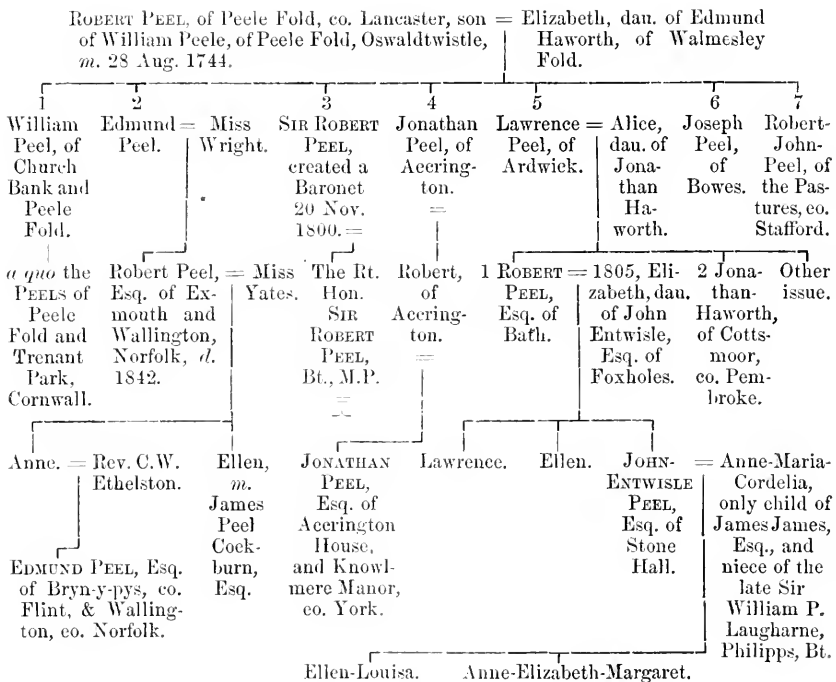 ROBERT PEEL, of Peele Fold, co. Lancaster, son = Elizabeth, dau. of Edmund
of William Peele, of Peele Fold, Oswaldtwistle, Haworth, of Walmesley
m. 28 Aug. 1744. Fold.
1
William
Peel, of
Church
Bank and
Peele
Fold.
2
Edmund = Miss
Peel. Wright.
3
SIR ROBERT
PEEL,
created a
Baronet
20 Nov.
1800. =
4
Jonathan
Peel, of
Accring-
ton.
=
5
Lawrence = Alice,
Peel, of dau. of
Ardwick. Jona-
than
Ha-
worth.
6
Joseph
Peel,
of
Bowes.
7
Robert-
John-
Peel, of
the Pas-
tures, co.
Stafford.
a quo the
PEELS of
Peele
Fold and
Trenant
Park,
Cornwall.
Robert Peel, = Miss
Esq. of Ex- Yates.
mouth and
Wallington,
Norfolk, d.
1842.
The Rt.
Hon.
SIR
ROBERT
PEEL,
Bt., M.P.
=
Robert,
of
Accring-
ton.
=
1 ROBERT = 1805, Eli-
PEEL, zabeth, dau.
Esq. of of John
Bath. Entwisle,
Esq. of
Foxholes.
2 Jona-
than-
Haworth,
of Cotts-
moor,
co. Pem-
broke.
Other
issue.
Anne. = Rev. C.W.
Ethelston.
Ellen,
m.
James
Peel
Cock-
burn,
Esq.
JONATHAN
PEEL,
Esq. of
Accrington
House,
and Knowl-
mere Manor,
co. York.
Lawrence.
Ellen.
JOHN- = Anne-Maria-
ENTWISLE Cordelia,
PEEL, only child of
Esq. of James James,
Stone Esq., and
Hall. niece of the
late Sir
William P.
Laugharne,
Philipps, Bt.
EDMUND PEEL, Esq.
of Bryn-y-pys, co.
Flint, & Walling-
ton, co. Norfolk.
Ellen-Louisa. Anne-Elizabeth-Margaret.